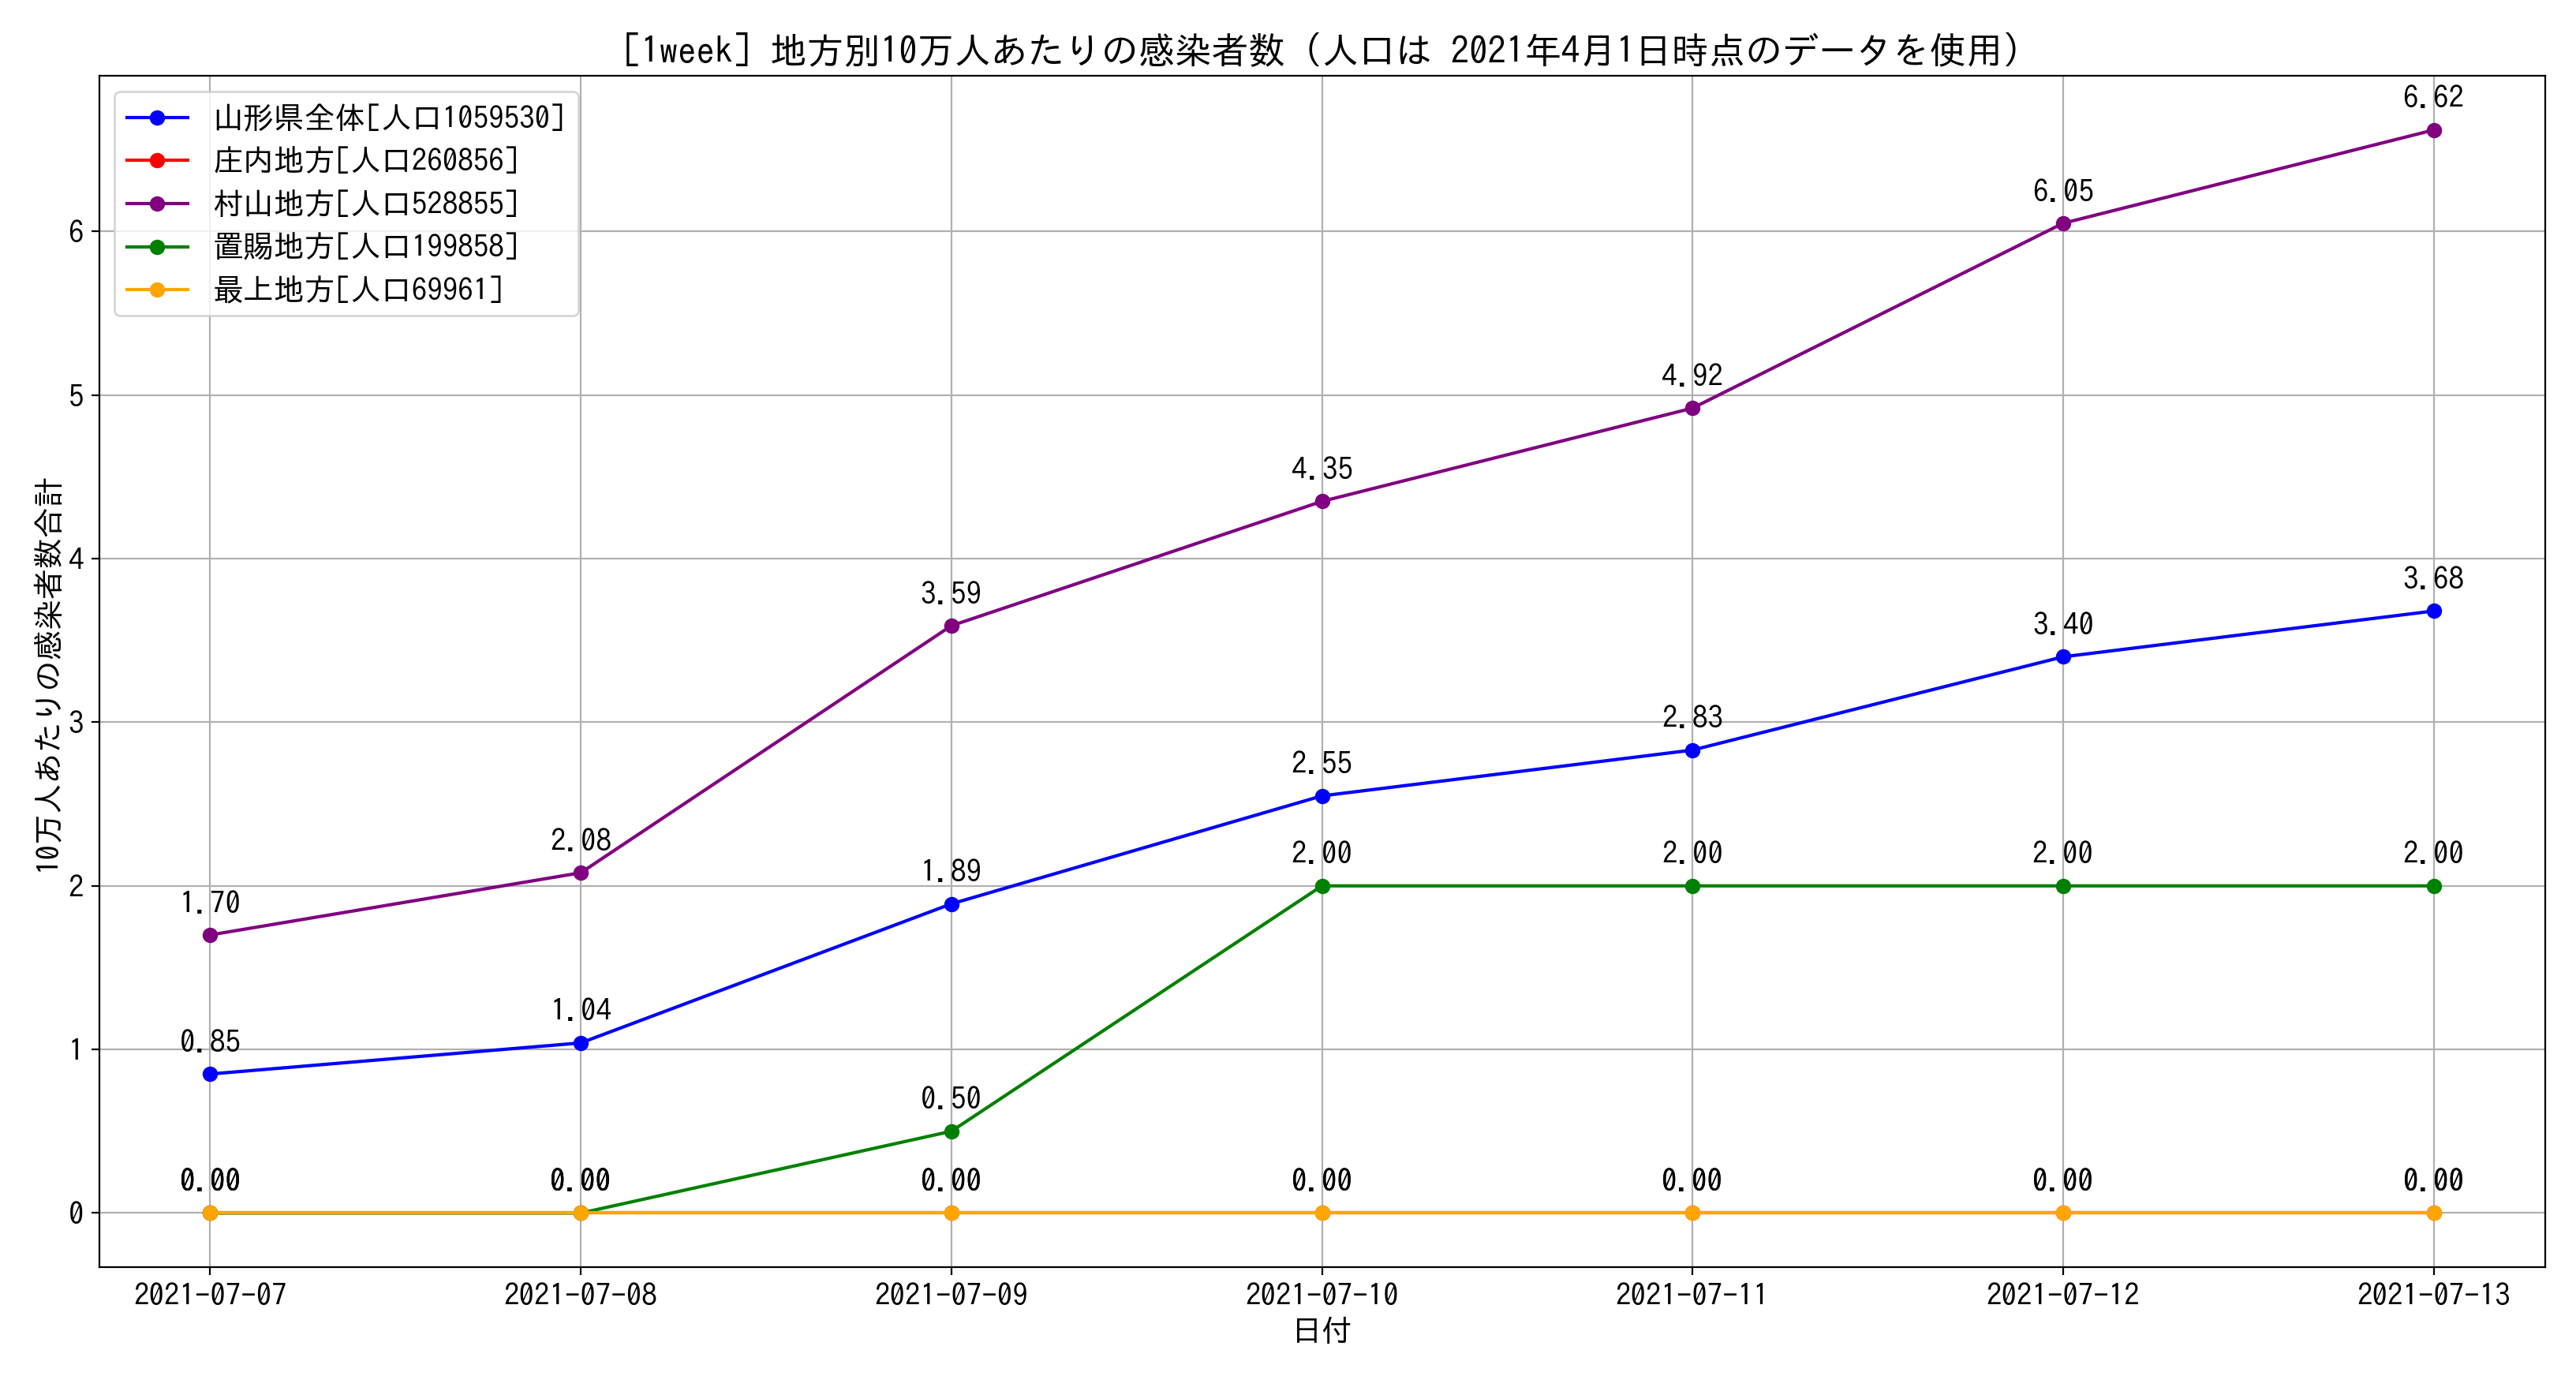 [1week] 地方別10万人あたりの感染者数 (人口は 2021年4月1日時点のデータを使用)
山形県全体[人口1059530]
庄内地方[人口260856]
村山地方[人口528855]
置賜地方[人口199858]
最上地方[人口69961]
10万人あたりの感染者数合計
6
5
4
3
2
1
0
6.62
6.05
4.92
4.35
3.59
2.08
1.70
3.68
3.40
2.83
2.55
1.89
1.04
0.85
2.00 2.00 2.00 2.00
0.50
0.00 0.00 0.00 0.00 0.00 0.00 0.00
2021-07-07 2021-07-08 2021-07-09 2021-07-10 2021-07-11 2021-07-12 2021-07-13
日付